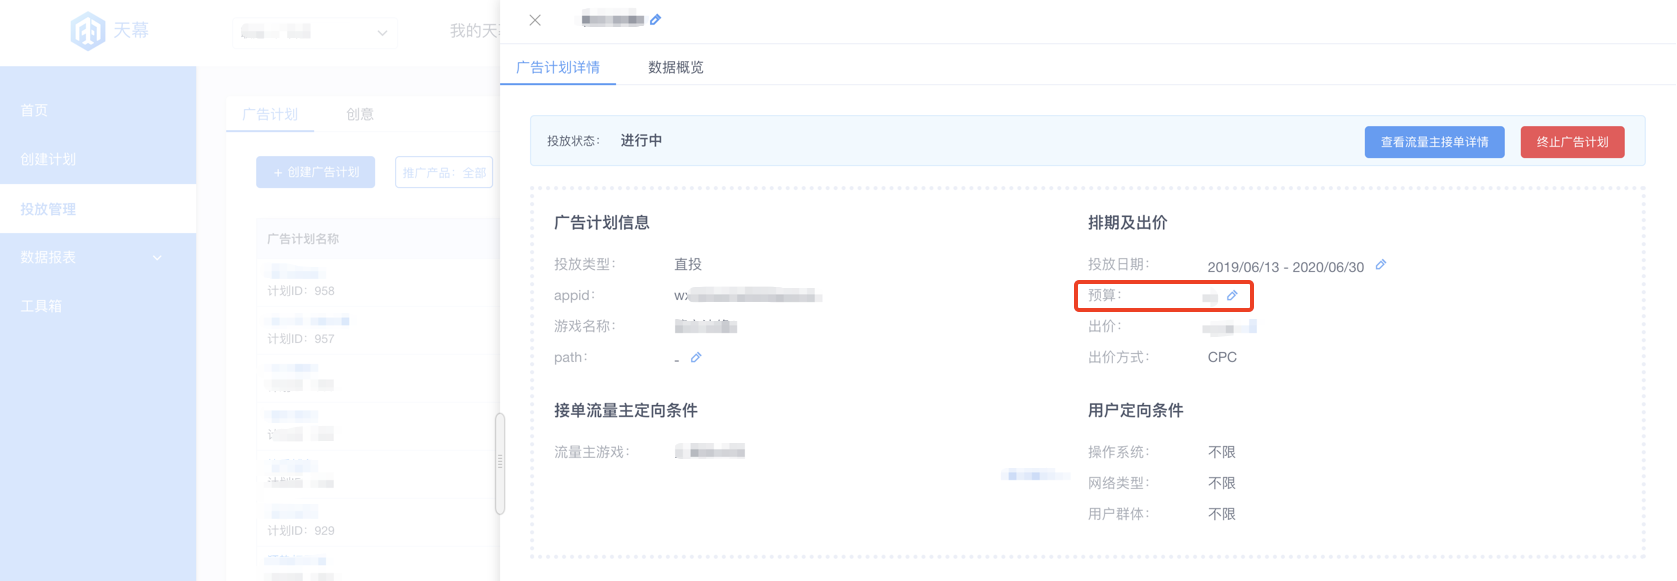 天幕
我的天
首页
创建计划
投放管理
数据报表
工具箱
广告计划 创意
+ 创建广告计划 推广产品：全部
广告计划名称
计划ID：958
计划ID：957
计划ID：929
广告计划详情 数据概览
投放状态： 进行中
查看流量主接单详情 终止广告计划
广告计划信息
投放类型： 直投
appid： wx
游戏名称：
path： -
接单流量主定向条件
流量主游戏：
排期及出价
投放日期： 2019/06/13 - 2020/06/30
预算：
出价：
出价方式： CPC
用户定向条件
操作系统： 不限
网络类型： 不限
用户群体： 不限